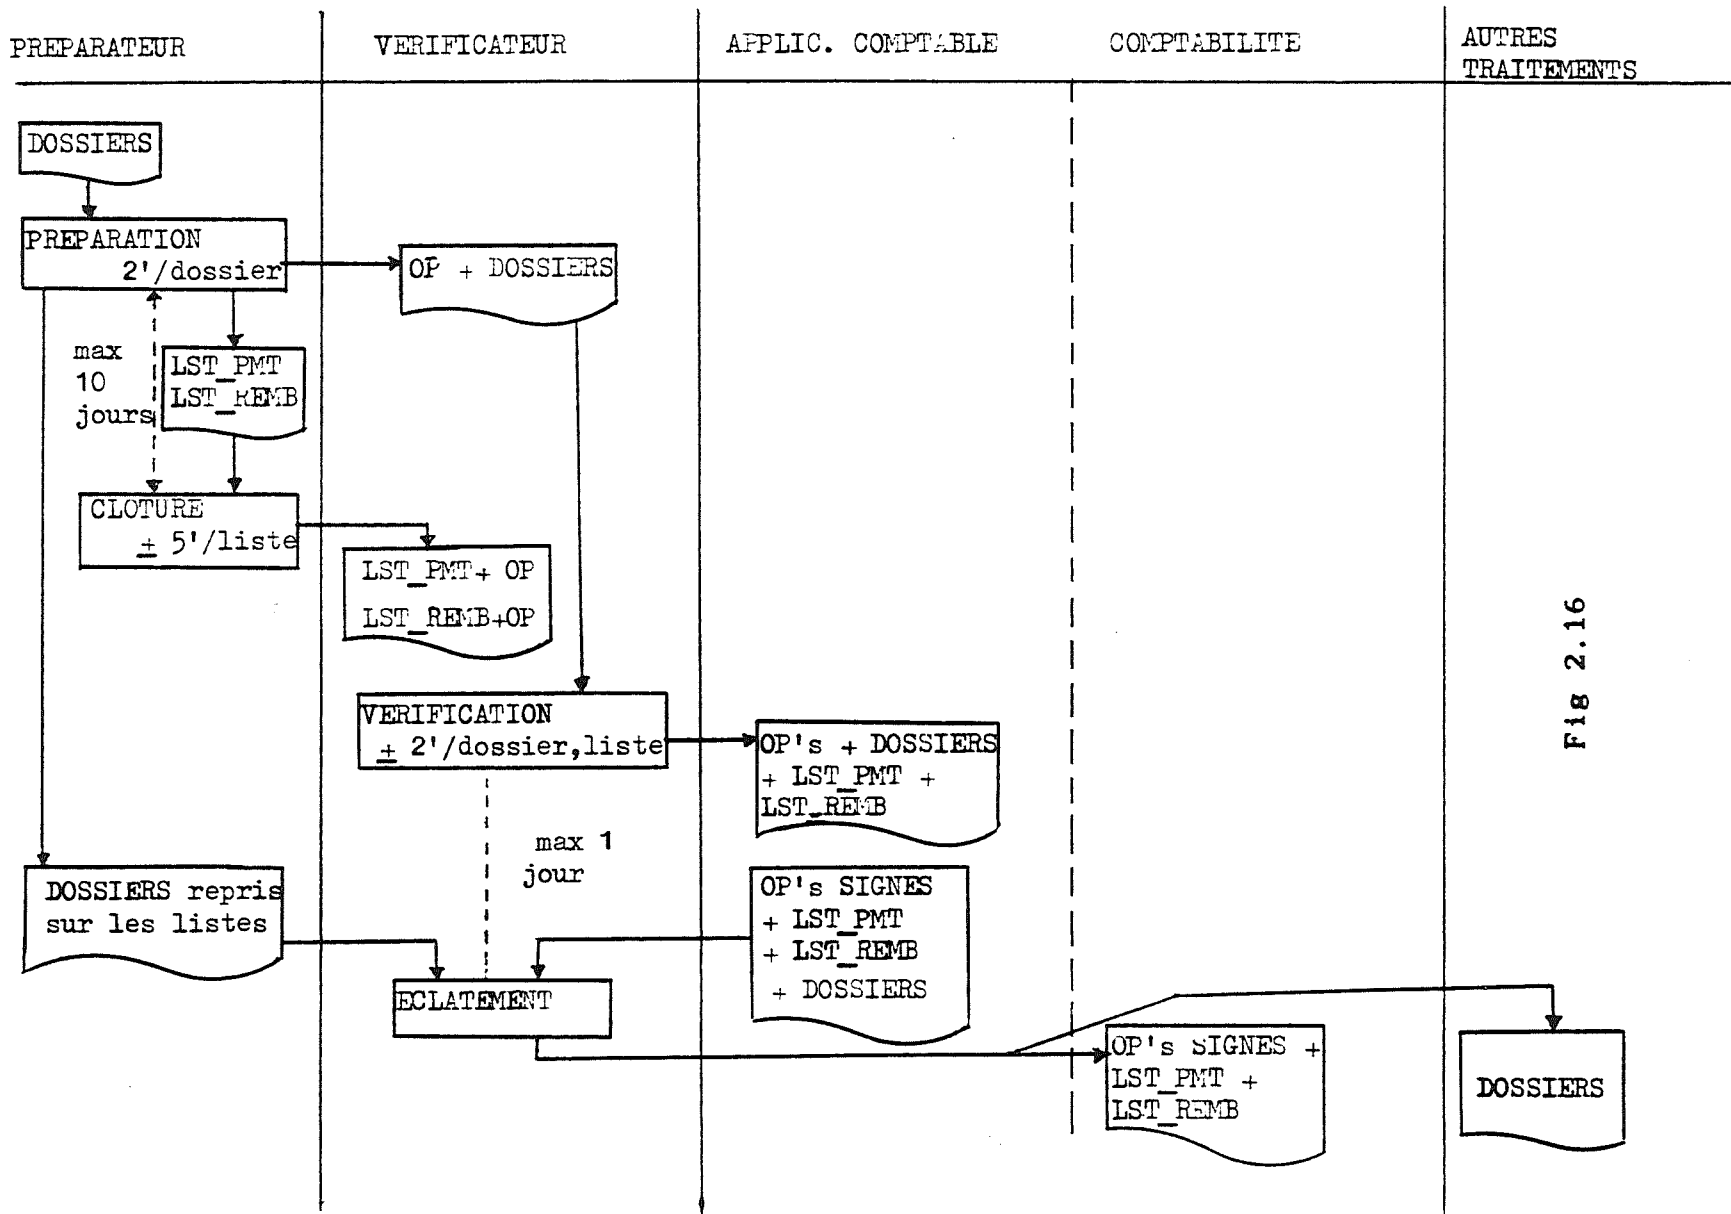 PREPARATEUR
VERIFICATEUR
APPLIC. COMPTABLE
COMPTABILITE
AUTRES
TRAITEMENTS
DOSSIERS
PREPARATION
2'/dossier
OP + DOSSIERS
max
10
jours
LST_PMT
LST_REMB
CLOTURE
± 5'/liste
LST_PMT+ OP
LST_REMB+OP
VERIFICATION
± 2'/dossier,liste
OP's + DOSSIERS
+ LST_PMT +
LST_REMB
max 1
jour
DOSSIERS repris
sur les listes
OP's SIGNES
+ LST_PMT
+ LST_REMB
+ DOSSIERS
ECLATEMENT
OP's SIGNES +
LST_PMT +
LST_REMB
DOSSIERS
Fig 2.16